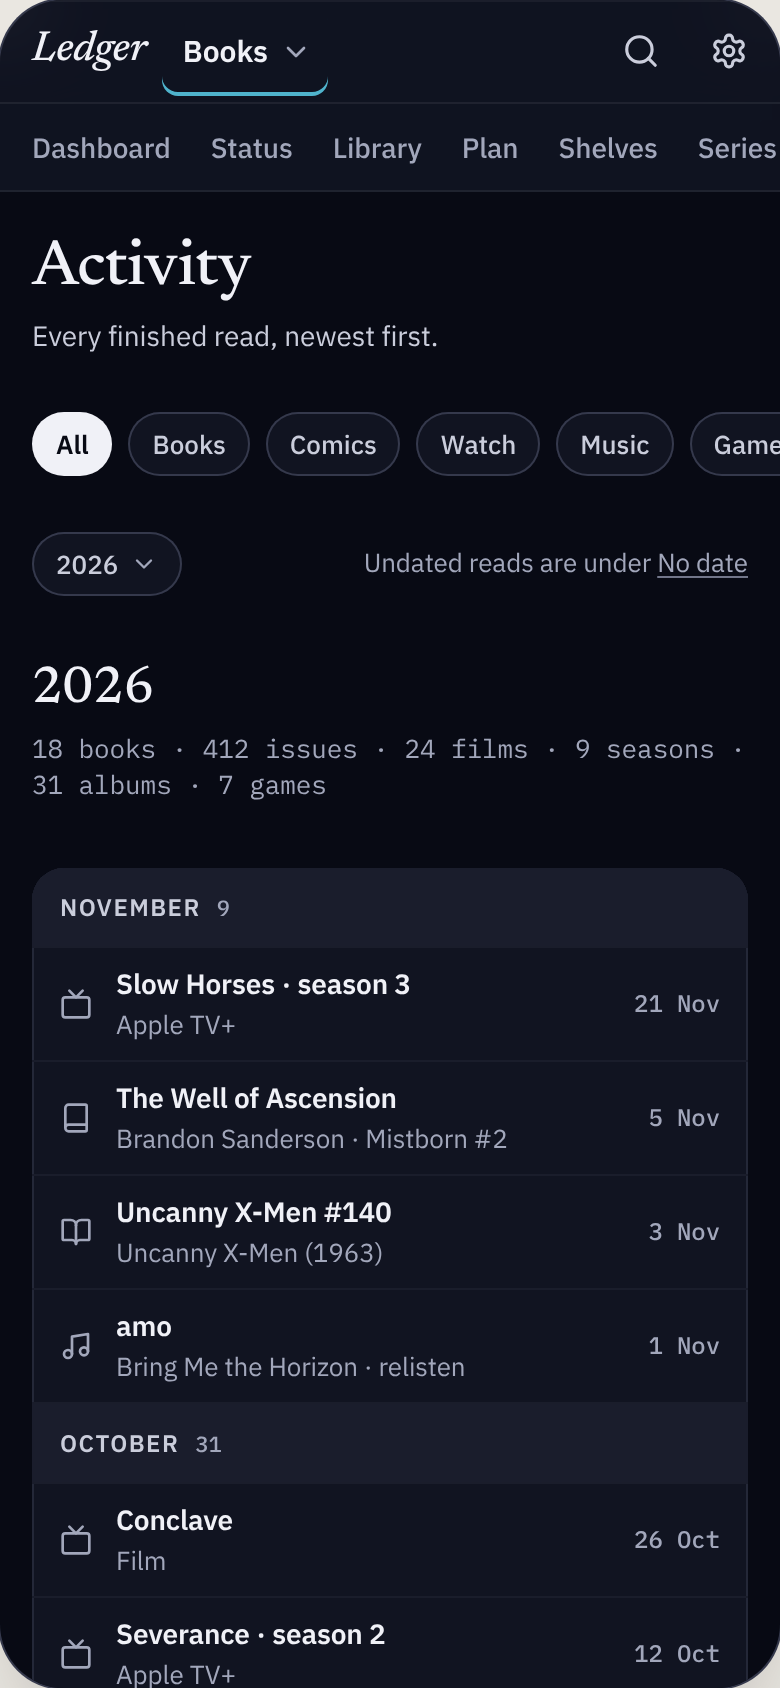 Ledger Books
Dashboard Status Library Plan Shelves Series
Activity
Every finished read, newest first.
All Books Comics Watch Music Game
2026 Undated reads are under No date
2026
18 books · 412 issues · 24 films · 9 seasons ·
31 albums · 7 games
NOVEMBER 9
Slow Horses · season 3
Apple TV+
21 Nov
The Well of Ascension
Brandon Sanderson · Mistborn #2
5 Nov
Uncanny X-Men #140
Uncanny X-Men (1963)
3 Nov
amo
Bring Me the Horizon · relisten
1 Nov
OCTOBER 31
Conclave
Film
26 Oct
Severance · season 2
Apple TV+
12 Oct